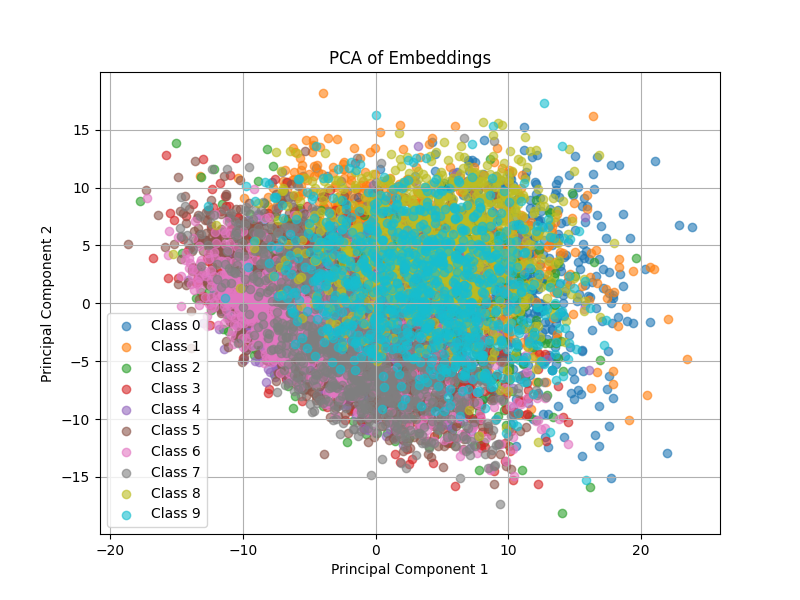 PCA of Embeddings
Principal Component 2
15
10
5
0
−5
−10
−15
Class 0
Class 1
Class 2
Class 3
Class 4
Class 5
Class 6
Class 7
Class 8
Class 9
−20
−10
0
10
20
Principal Component 1